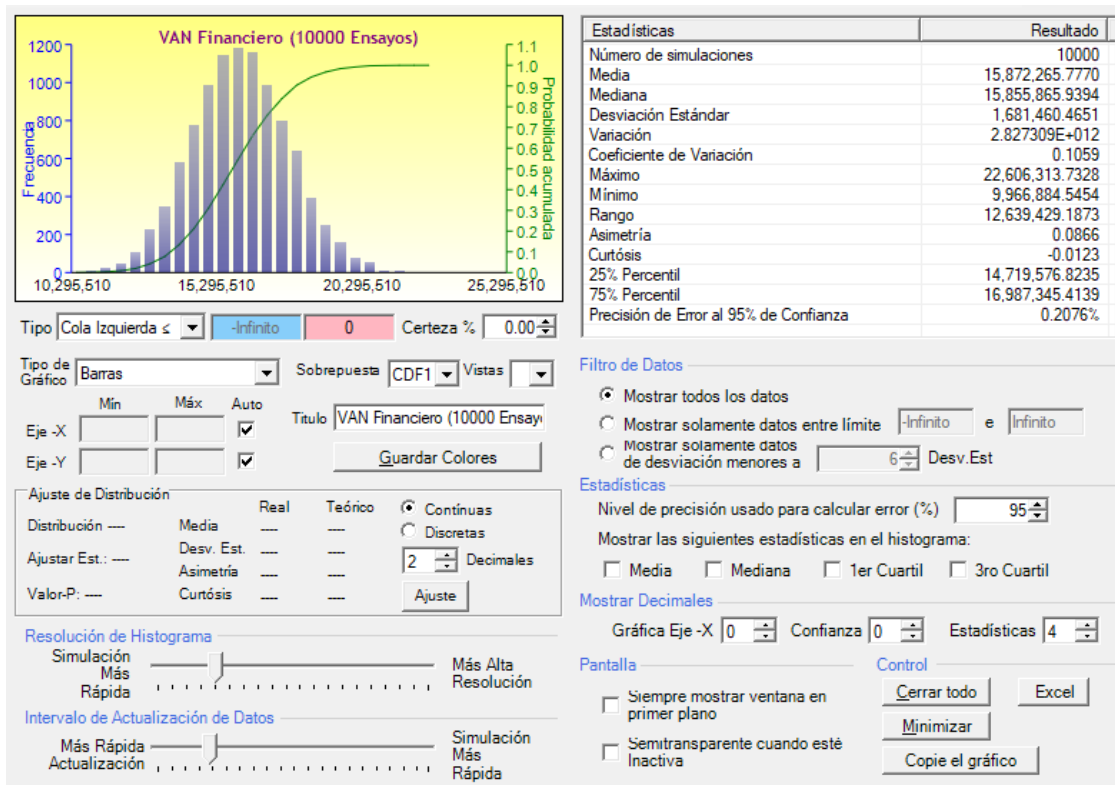 VAN Financiero (10000 Ensayos)
Frecuencia
1200
1000
800
600
400
200
0
1.1
1.0
0.9
0.8
0.7
0.6
0.5
0.4
0.3
0.2
0.1
0.0
Probabilidad acumulada
10,295,510 15,295,510 20,295,510 25,295,510
Tipo Cola Izquierda ≤ -Infinito 0 Certeza % 0.00
Tipo de Gráfico Barras Sobrepuesta CDF1 Vistas
Mín Máx Auto
Eje -X
Eje -Y
Titulo VAN Financiero (10000 Ensay
Guardar Colores
Ajuste de Distribución
Real Teórico
Distribución ---- Media ---- ----
Ajustar Est.: ---- Desv. Est. ---- ----
Asimetría ---- ----
Valor-P: ---- Curtósis ---- ----
Contínuas
Discretas
2 Decimales
Ajuste
Resolución de Histograma
Simulación Más Rápida
Más Alta Resolución
Intervalo de Actualización de Datos
Más Rápida Actualización
Simulación Más Rápida
Estadísticas Resultado
Número de simulaciones 10000
Media 15,872,265.7770
Mediana 15,855,865.9394
Desviación Estándar 1,681,460.4651
Variación 2.827309E+012
Coeficiente de Variación 0.1059
Máximo 22,606,313.7328
Mínimo 9,966,884.5454
Rango 12,639,429.1873
Asimetría 0.0866
Curtósis -0.0123
25% Percentil 14,719,576.8235
75% Percentil 16,987,345.4139
Precisión de Error al 95% de Confianza 0.2076%
Filtro de Datos
Mostrar todos los datos
Mostrar solamente datos entre límite -Infinito e Infinito
Mostrar solamente datos
de desviación menores a 6 Desv.Est
Estadísticas
Nivel de precisión usado para calcular error (%) 95
Mostrar las siguientes estadísticas en el histograma:
Media Mediana 1er Cuartil 3ro Cuartil
Mostrar Decimales
Gráfica Eje -X 0 Confianza 0 Estadísticas 4
Pantalla
Siempre mostrar ventana en
primer plano
Semitransparente cuando esté
Inactiva
Control
Cerrar todo Excel
Minimizar
Copie el gráfico